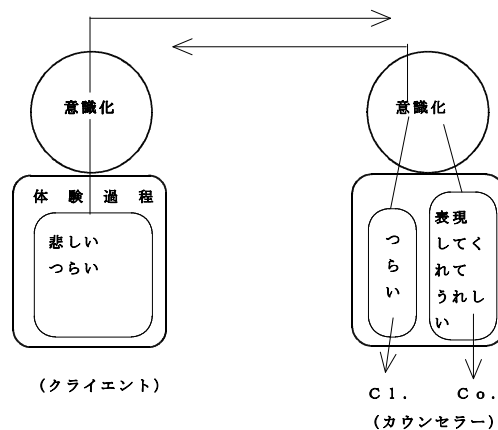 意識化
体験過程
悲しい
つらい
(クライエント)
意識化
つらい
表現
してく
れて
うれし
い
Cl. Co.
(カウンセラー)